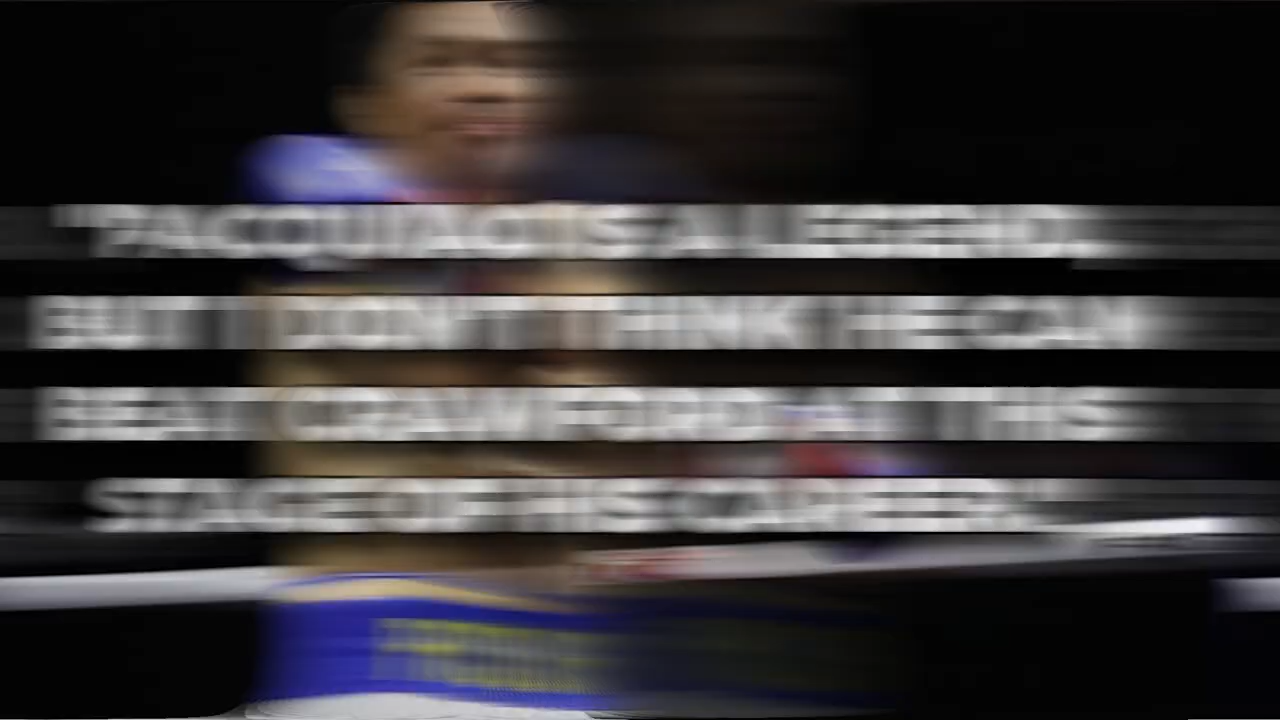 "PACQUIAO IS A LEGEND,
BUT I DON'T THINK HE CAN
BEAT CRAWFORD AT THIS
STAGE OF HIS CAREER.